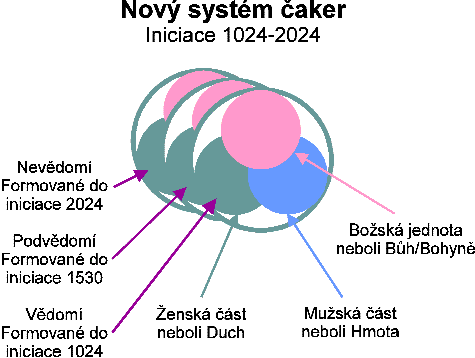 Nový systém čaker
Iniciace 1024-2024
Nevědomí
Formované do
iniciace 2024
Podvědomí
Formované do
iniciace 1530
Vědomí
Formované do
iniciace 1024
Ženská část
neboli Duch
Mužská část
neboli Hmota
Božská jednota
neboli Bůh/Bohyně